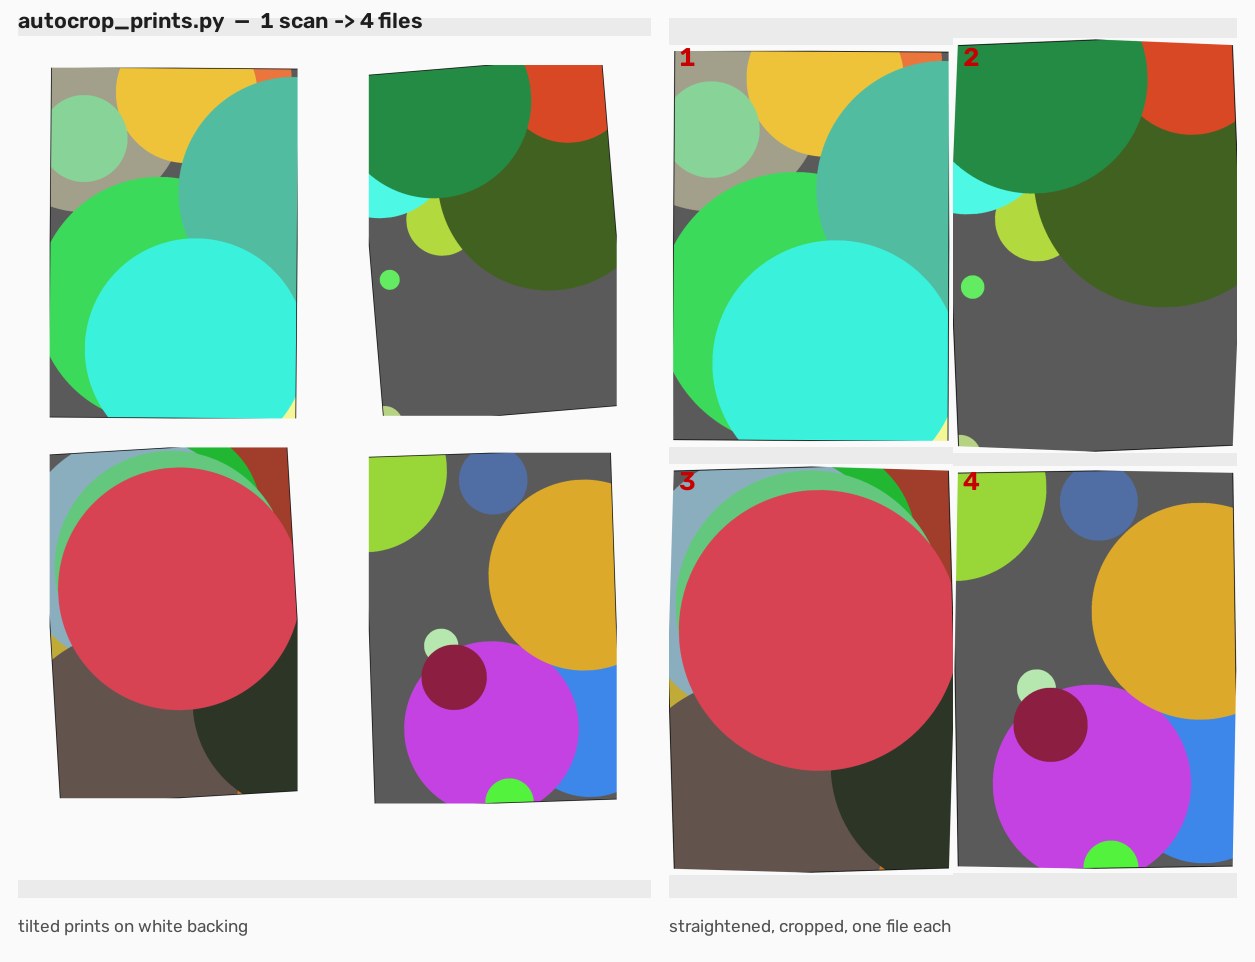 autocrop_prints.py — 1 scan -> 4 files
1
2
3
4
tilted prints on white backing
straightened, cropped, one file each